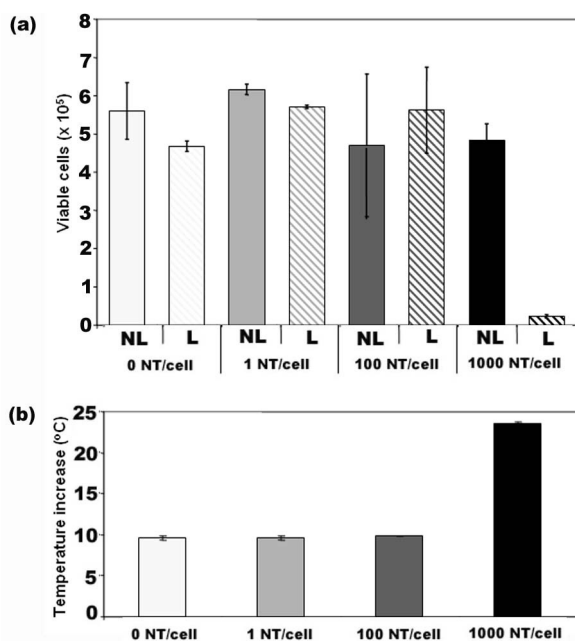 (a)
Viable cells (x 10⁵)
8
7
6
5
4
3
2
1
0
NL L NL L NL L NL L
0 NT/cell 1 NT/cell 100 NT/cell 1000 NT/cell
(b)
Temperature increase (ºC)
25
20
15
10
5
0
0 NT/cell 1 NT/cell 100 NT/cell 1000 NT/cell